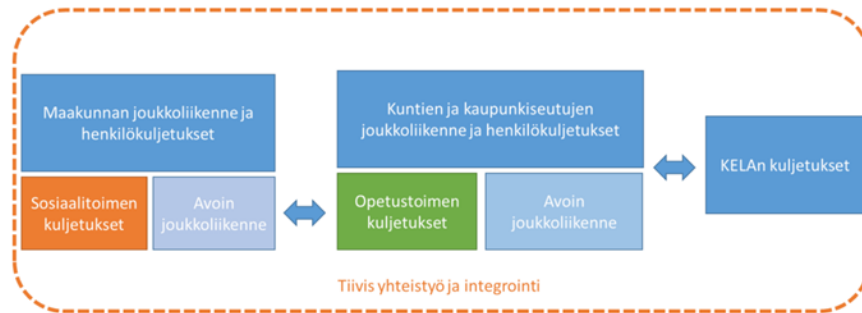 Maakunnan joukkoliikenne ja
henkilökuljetukset
Sosiaalitoimen
kuljetukset
Avoin
joukkoliikenne
Kuntien ja kaupunkiseutujen
joukkoliikenne ja henkilökuljetukset
Opetustoimen
kuljetukset
Avoin
joukkoliikenne
KELAn kuljetukset
Tiivis yhteistyö ja integrointi